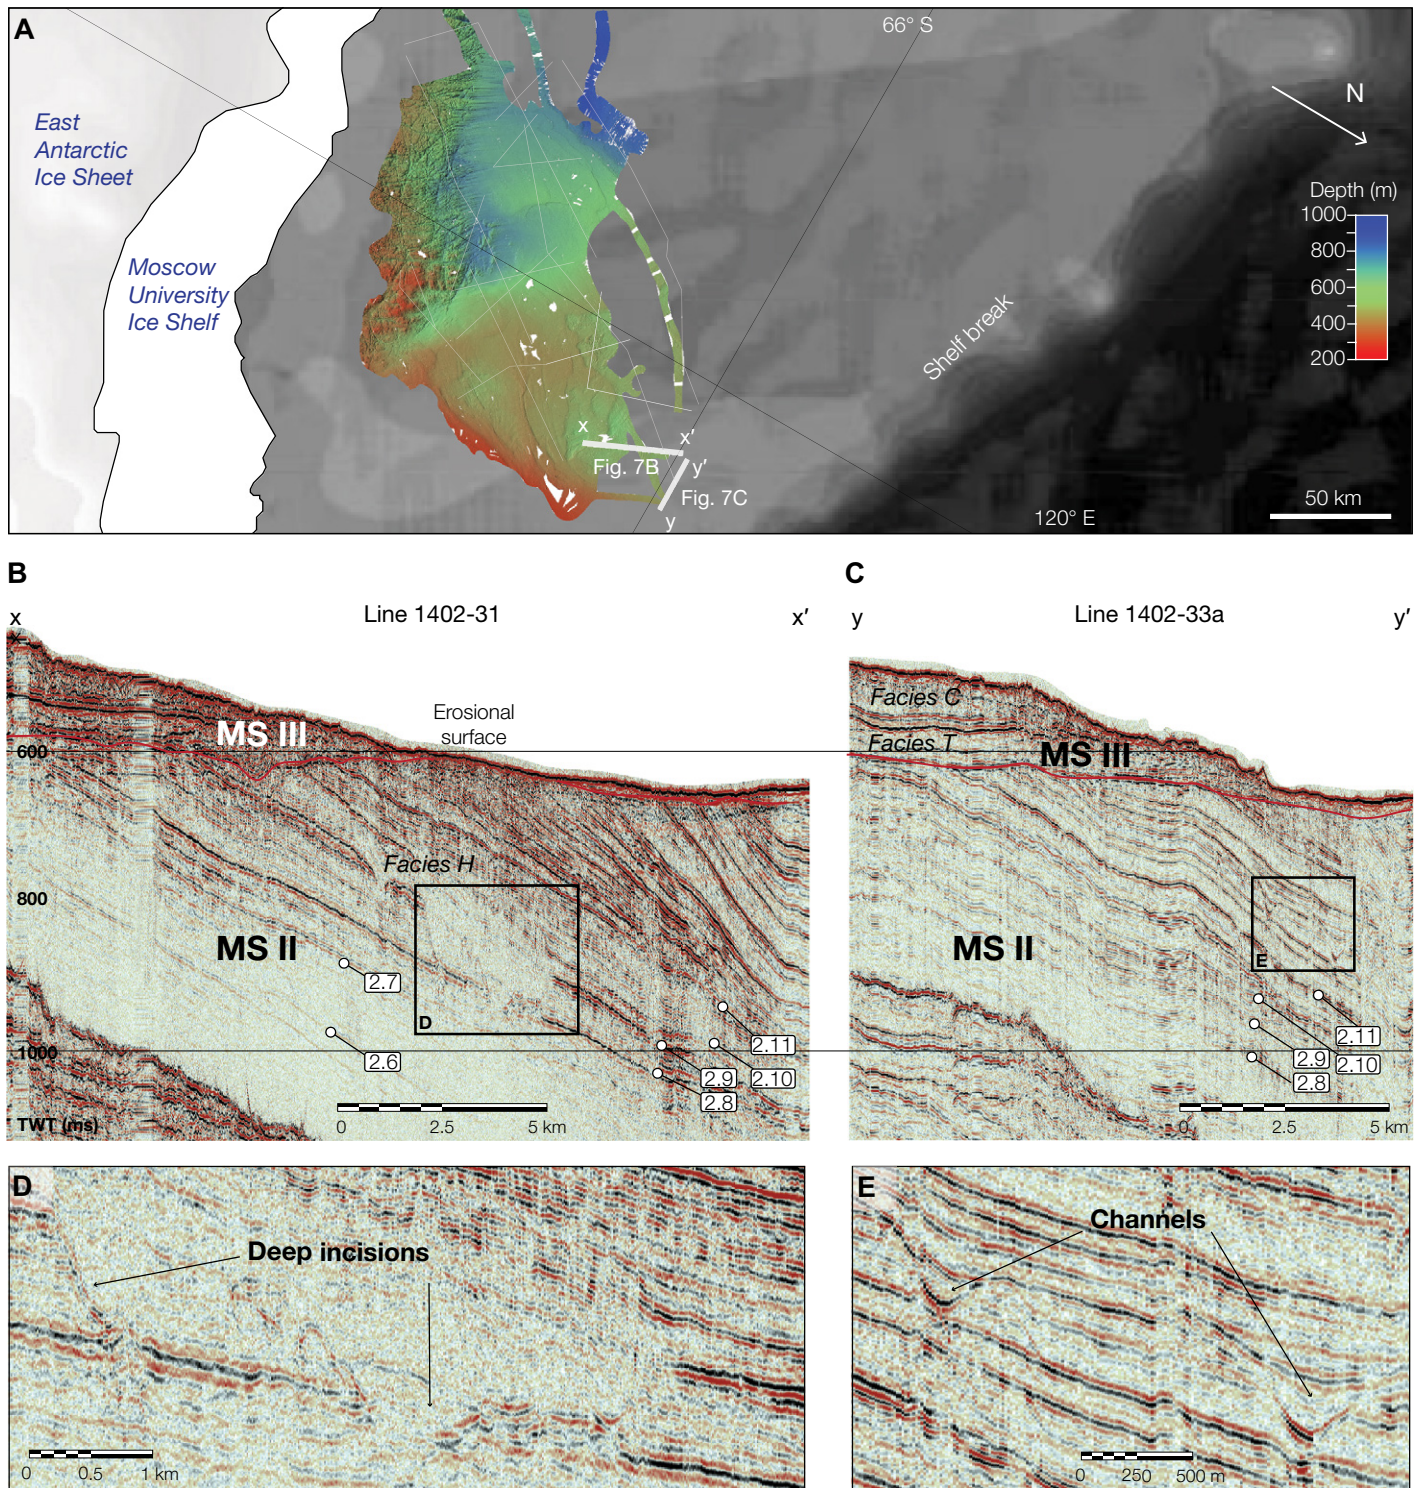 A
66° S
N
East
Antarctic
Ice Sheet
Depth (m)
1000
800
600
400
200
Moscow
University
Ice Shelf
Shelf break
x
x′
Fig. 7B
y′
Fig. 7C
y
50 km
120° E
B
C
x
Line 1402-31
x′
y
Line 1402-33a
y′
Erosional
surface
MS III
600
Facies H
800
MS II
2.7
D
2.6
1000
2.11
2.9
2.10
2.8
TWT (ms)
0
2.5
5 km
Facies C
Facies T
MS III
MS II
E
2.11
2.9
2.10
2.8
0
2.5
5 km
D
Deep incisions
0
0.5
1 km
E
Channels
0
250
500 m